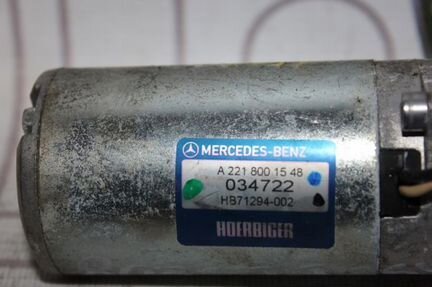 MERCEDES-BENZ
A 221 800 15 48
034722
HB71294-002
HOERBIGER